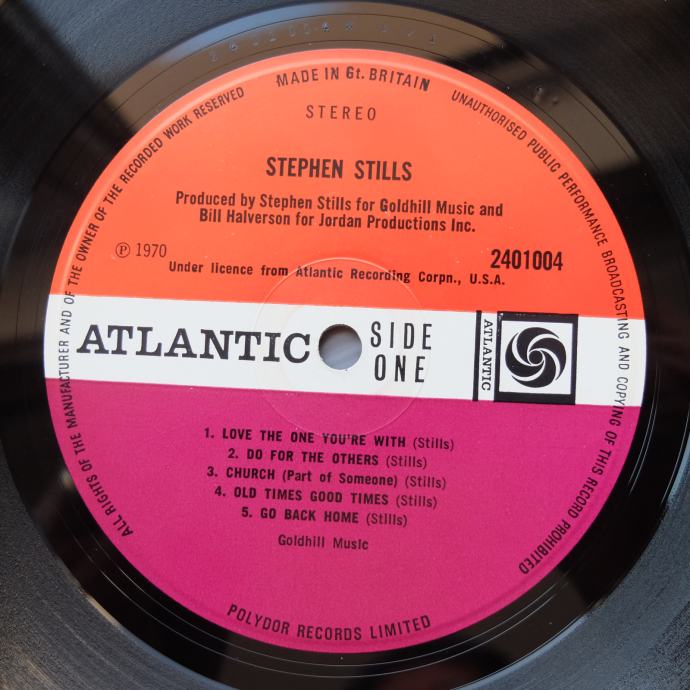 MADE IN Gt. BRITAIN
UNAUTHORISED PUBLIC PERFORMANCE BROADCASTING AND COPYING OF THIS RECORD PROHIBITED
ALL RIGHTS OF THE MANUFACTURER AND OF THE OWNER OF THE RECORDED WORK RESERVED
STEREO
STEPHEN STILLS
Produced by Stephen Stills for Goldhill Music and
Bill Halverson for Jordan Productions Inc.
℗ 1970
2401004
Under licence from Atlantic Recording Corpn., U.S.A.
ATLANTIC
SIDE
ONE
ATLANTIC
1. LOVE THE ONE YOU'RE WITH (Stills)
2. DO FOR THE OTHERS (Stills)
3. CHURCH (Part of Someone) (Stills)
4. OLD TIMES GOOD TIMES (Stills)
5. GO BACK HOME (Stills)
Goldhill Music
POLYDOR RECORDS LIMITED